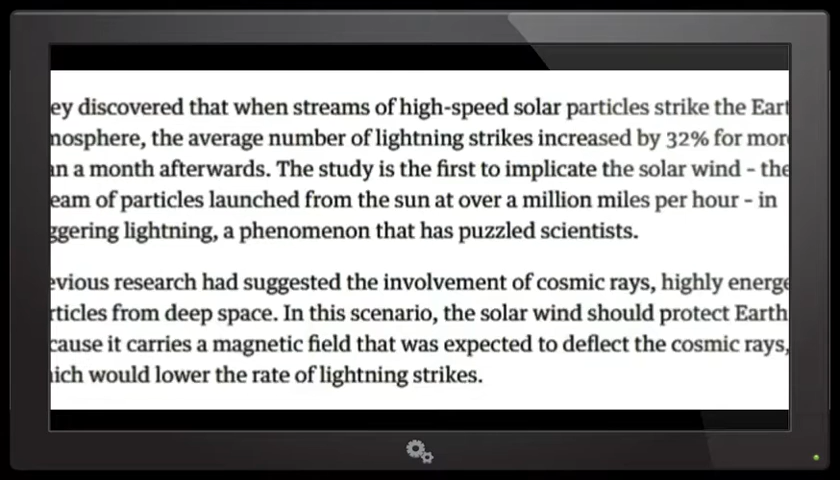 ey discovered that when streams of high-speed solar particles strike the Eart
mosphere, the average number of lightning strikes increased by 32% for more
an a month afterwards. The study is the first to implicate the solar wind – the
eam of particles launched from the sun at over a million miles per hour – in
ggering lightning, a phenomenon that has puzzled scientists.
evious research had suggested the involvement of cosmic rays, highly energe
rticles from deep space. In this scenario, the solar wind should protect Earth
cause it carries a magnetic field that was expected to deflect the cosmic rays,
ich would lower the rate of lightning strikes.